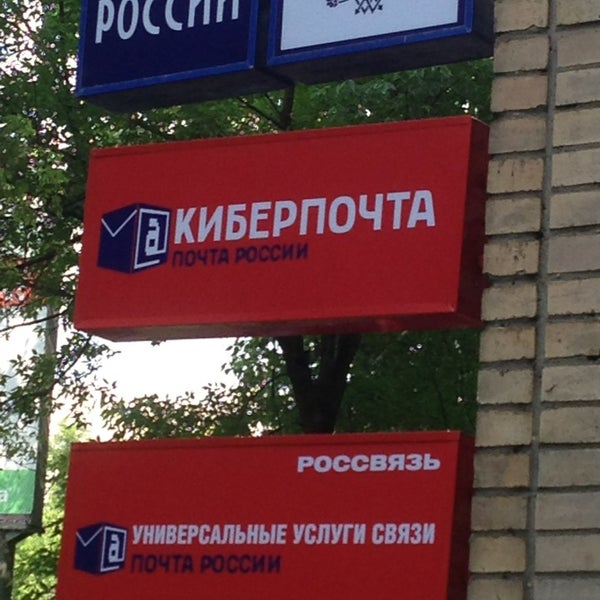 РОССИИ
КИБЕРПОЧТА
ПОЧТА РОССИИ
РОССВЯЗЬ
УНИВЕРСАЛЬНЫЕ УСЛУГИ СВЯЗИ
ПОЧТА РОССИИ